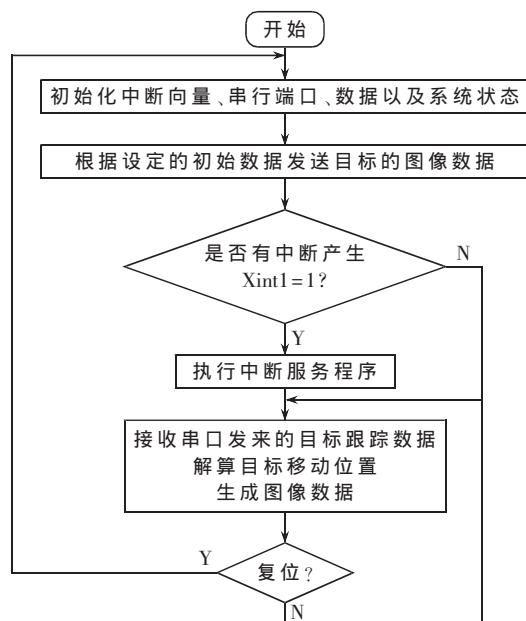 开始
初始化中断向量、串行端口、数据以及系统状态
根据设定的初始数据发送目标的图像数据
是否有中断产生
Xint1=1?
N
Y
执行中断服务程序
接收串口发来的目标跟踪数据
解算目标移动位置
生成图像数据
Y
复位?
N